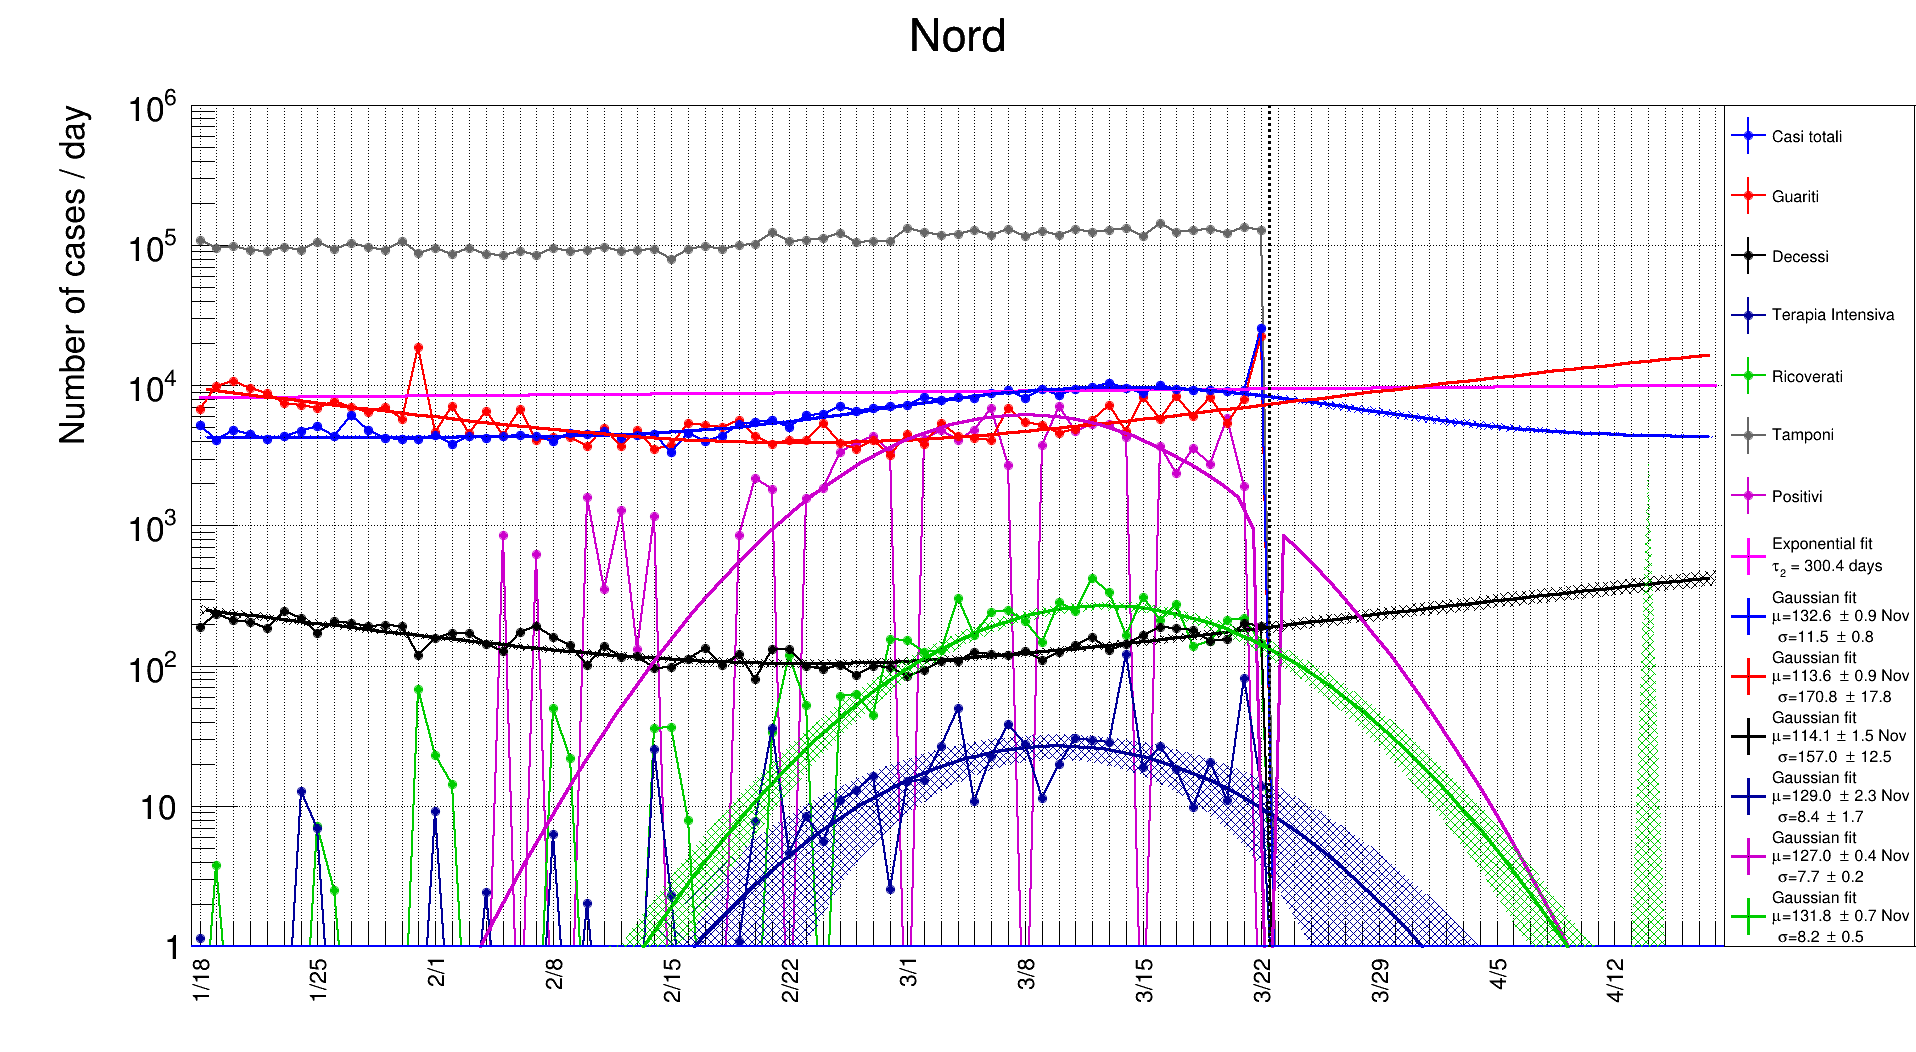 Nord
Number of cases / day
10^6
10^5
10^4
10^3
10^2
10
1
1/18
1/25
2/1
2/8
2/15
2/22
3/1
3/8
3/15
3/22
3/29
4/5
4/12
Casi totali
Guariti
Decessi
Terapia Intensiva
Ricoverati
Tamponi
Positivi
Exponential fit
τ₂ = 300.4 days
Gaussian fit
μ=132.6 ± 0.9 Nov
σ=11.5 ± 0.8
Gaussian fit
μ=113.6 ± 0.9 Nov
σ=170.8 ± 17.8
Gaussian fit
μ=114.1 ± 1.5 Nov
σ=157.0 ± 12.5
Gaussian fit
μ=129.0 ± 2.3 Nov
σ=8.4 ± 1.7
Gaussian fit
μ=127.0 ± 0.4 Nov
σ=7.7 ± 0.2
Gaussian fit
μ=131.8 ± 0.7 Nov
σ=8.2 ± 0.5